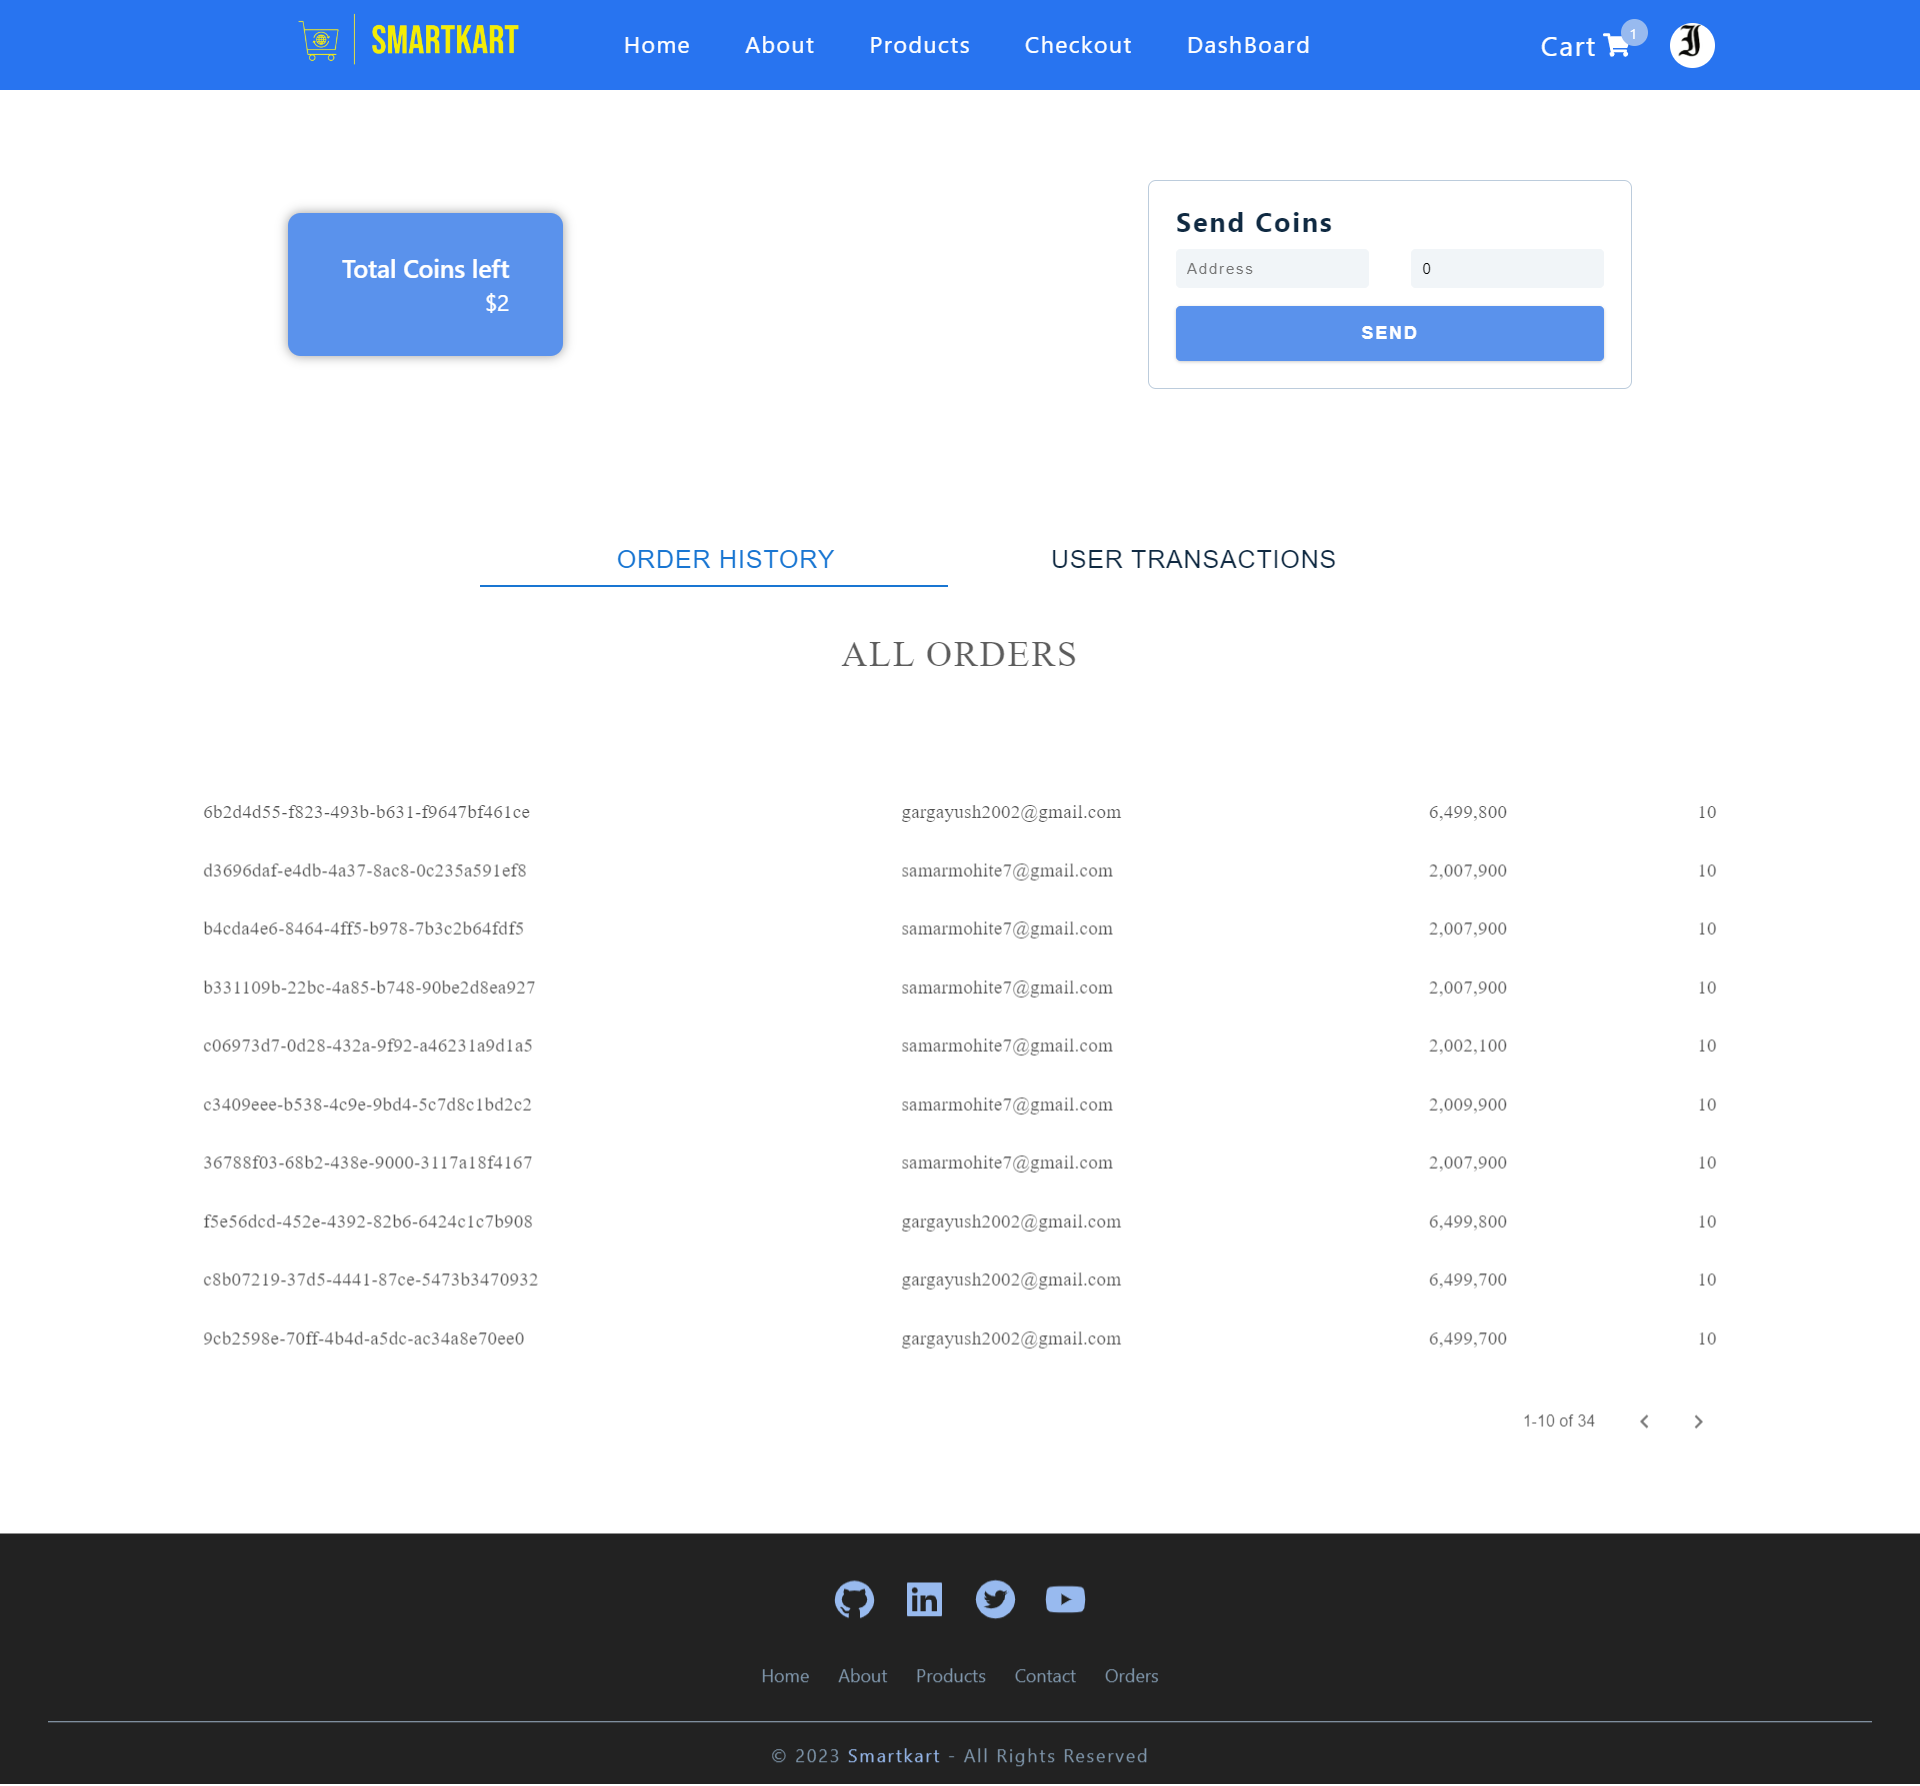 SMARTKART
Home About Products Checkout DashBoard Cart 1
Total Coins left
$2
Send Coins
Address 0
SEND
ORDER HISTORY USER TRANSACTIONS
ALL ORDERS
6b2d4d55-f823-493b-b631-f9647bf461ce gargayush2002@gmail.com 6,499,800 10
d3696daf-e4db-4a37-8ac8-0c235a591ef8 samarmohite7@gmail.com 2,007,900 10
b4cda4e6-8464-4ff5-b978-7b3c2b64fdf5 samarmohite7@gmail.com 2,007,900 10
b331109b-22bc-4a85-b748-90be2d8ea927 samarmohite7@gmail.com 2,007,900 10
c06973d7-0d28-432a-9f92-a46231a9d1a5 samarmohite7@gmail.com 2,002,100 10
c3409eee-b538-4c9e-9bd4-5c7d8c1bd2c2 samarmohite7@gmail.com 2,009,900 10
36788f03-68b2-438e-9000-3117a18f4167 samarmohite7@gmail.com 2,007,900 10
f5e56dcd-452e-4392-82b6-6424c1c7b908 gargayush2002@gmail.com 6,499,800 10
c8b07219-37d5-4441-87ce-5473b3470932 gargayush2002@gmail.com 6,499,700 10
9cb2598e-70ff-4b4d-a5dc-ac34a8e70ee0 gargayush2002@gmail.com 6,499,700 10
1-10 of 34
Home About Products Contact Orders
© 2023 Smartkart - All Rights Reserved